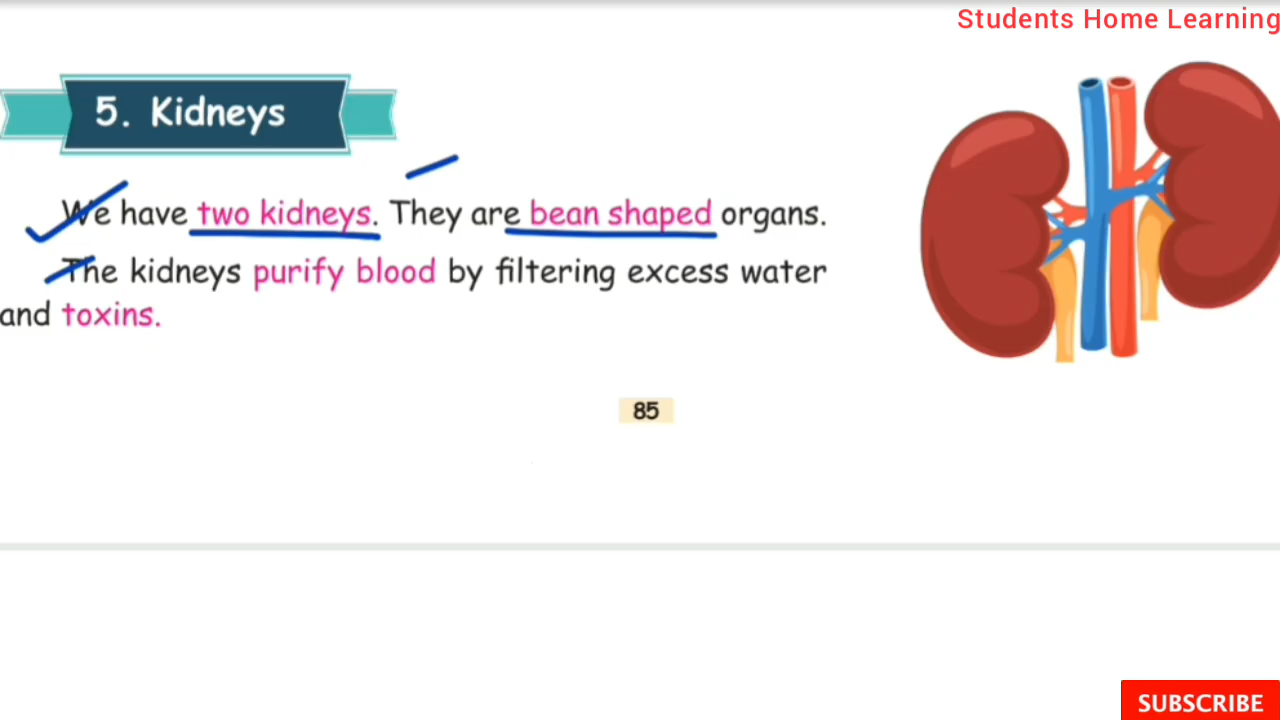 Students Home Learning
5. Kidneys
We have two kidneys. They are bean shaped organs.
The kidneys purify blood by filtering excess water
and toxins.
85
SUBSCRIBE